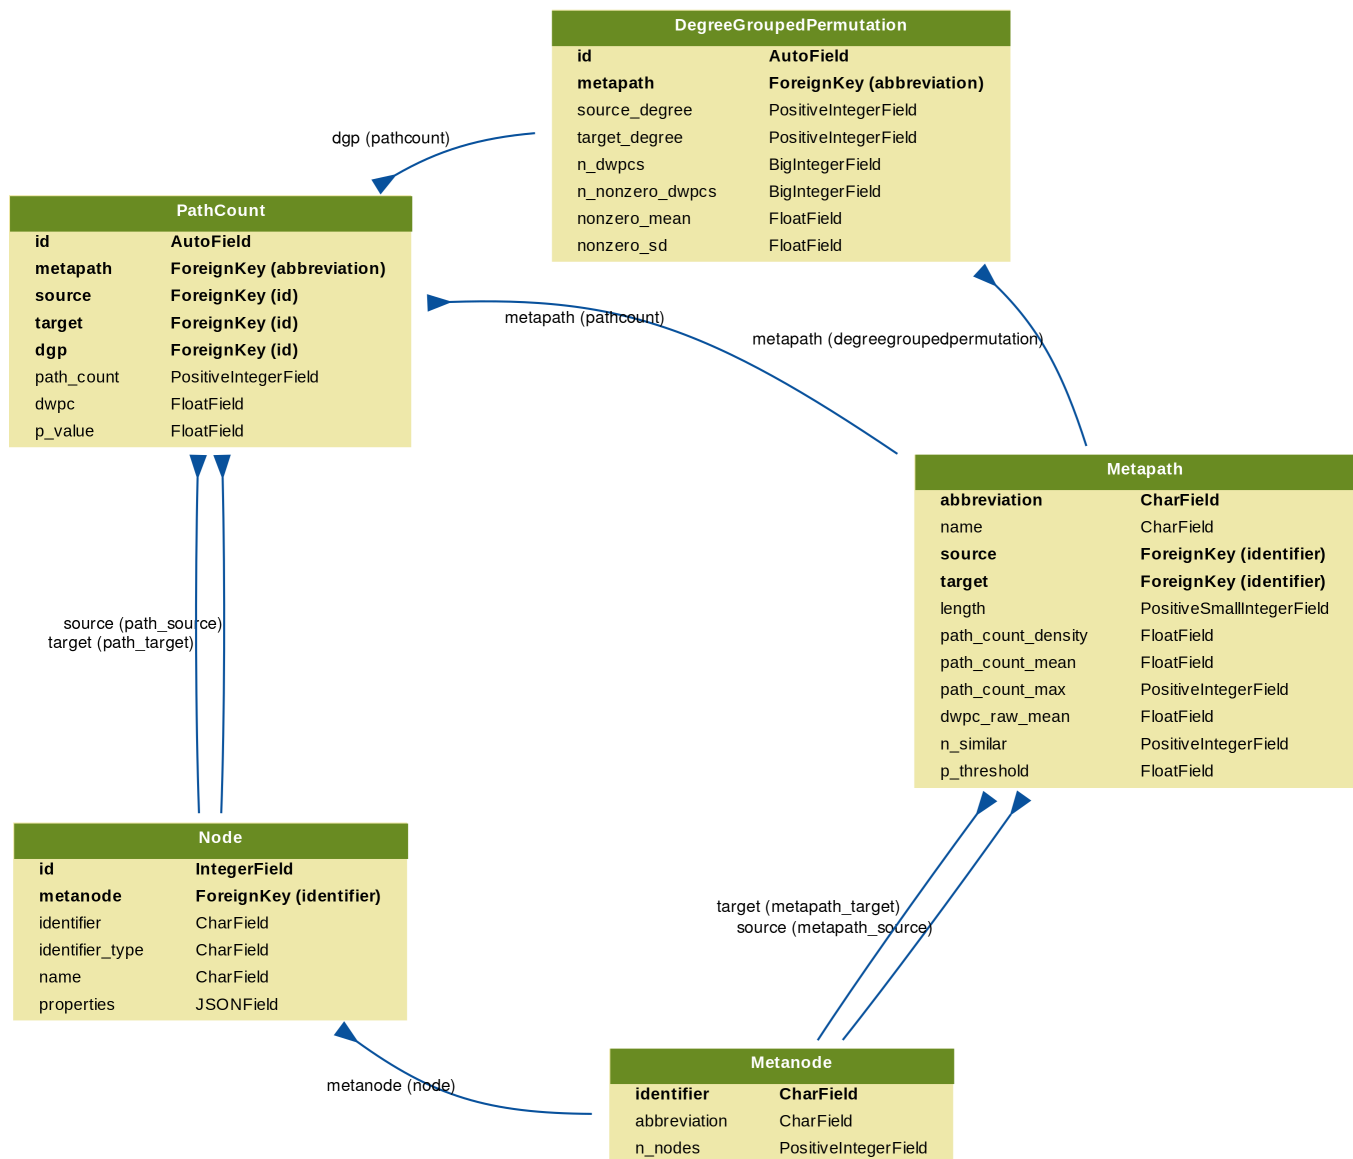 DegreeGroupedPermutation
id AutoField
metapath ForeignKey (abbreviation)
source_degree PositiveIntegerField
target_degree PositiveIntegerField
n_dwpcs BigIntegerField
n_nonzero_dwpcs BigIntegerField
nonzero_mean FloatField
nonzero_sd FloatField
dgp (pathcount)
PathCount
id AutoField
metapath ForeignKey (abbreviation)
source ForeignKey (id)
target ForeignKey (id)
dgp ForeignKey (id)
path_count PositiveIntegerField
dwpc FloatField
p_value FloatField
metapath (pathcount)
metapath (degreegroupedpermutation)
Metapath
abbreviation CharField
name CharField
source ForeignKey (identifier)
target ForeignKey (identifier)
length PositiveSmallIntegerField
path_count_density FloatField
path_count_mean FloatField
path_count_max PositiveIntegerField
dwpc_raw_mean FloatField
n_similar PositiveIntegerField
p_threshold FloatField
source (path_source)
target (path_target)
Node
id IntegerField
metanode ForeignKey (identifier)
identifier CharField
identifier_type CharField
name CharField
properties JSONField
target (metapath_target)
source (metapath_source)
metanode (node)
Metanode
identifier CharField
abbreviation CharField
n_nodes PositiveIntegerField